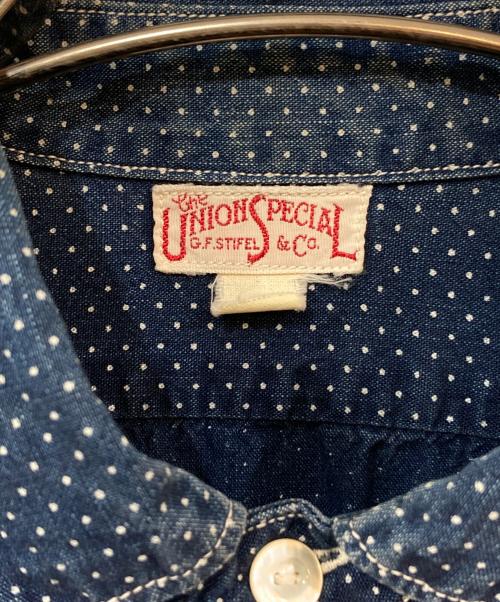 The
Union Special
G.F. STIFEL & Co.